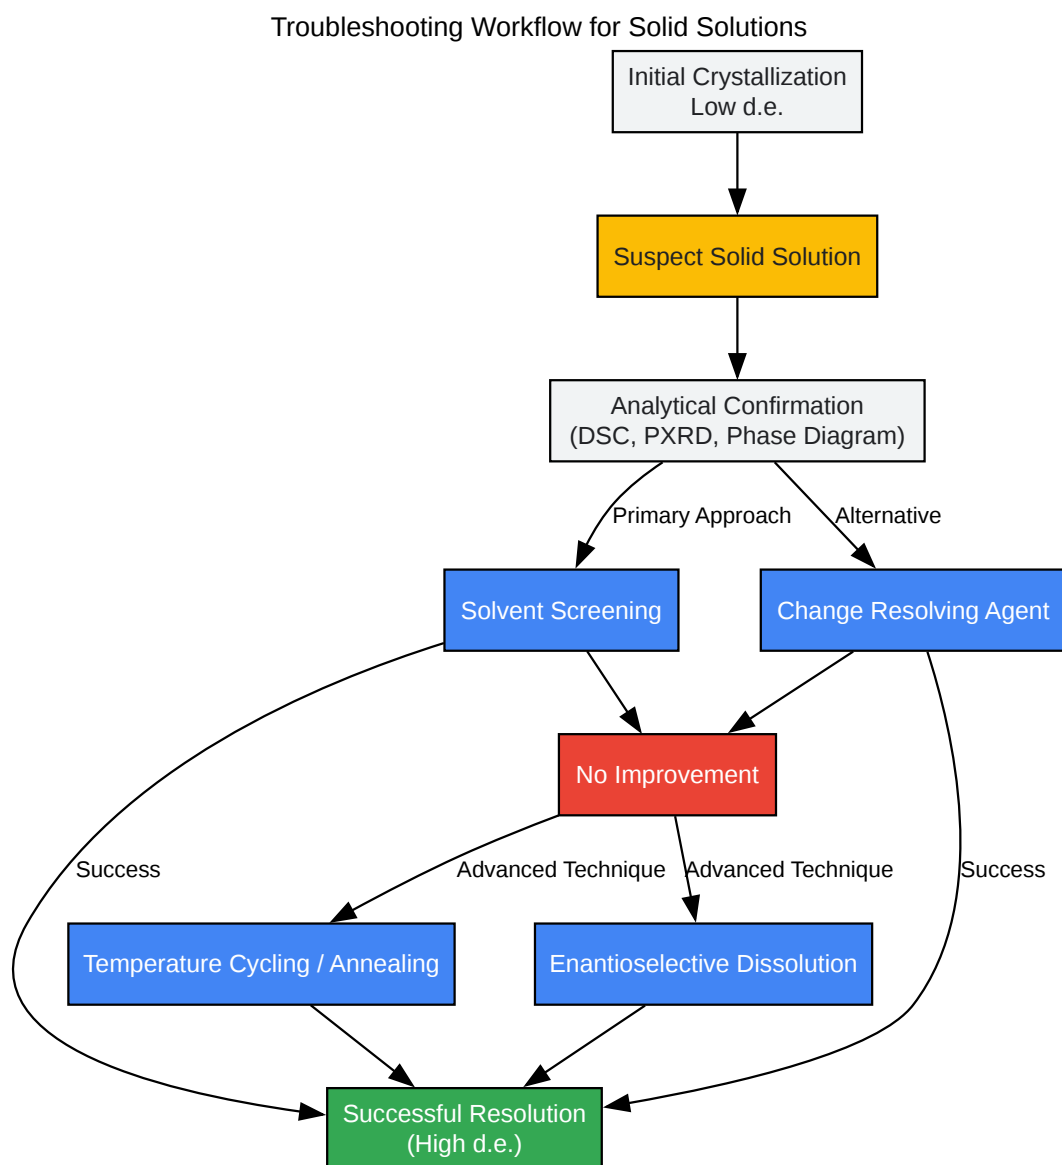 Troubleshooting Workflow for Solid Solutions
Initial Crystallization
Low d.e.
Suspect Solid Solution
Analytical Confirmation
(DSC, PXRD, Phase Diagram)
Primary Approach
Alternative
Solvent Screening
Change Resolving Agent
No Improvement
Success
Advanced Technique
Advanced Technique
Success
Temperature Cycling / Annealing
Enantioselective Dissolution
Successful Resolution
(High d.e.)